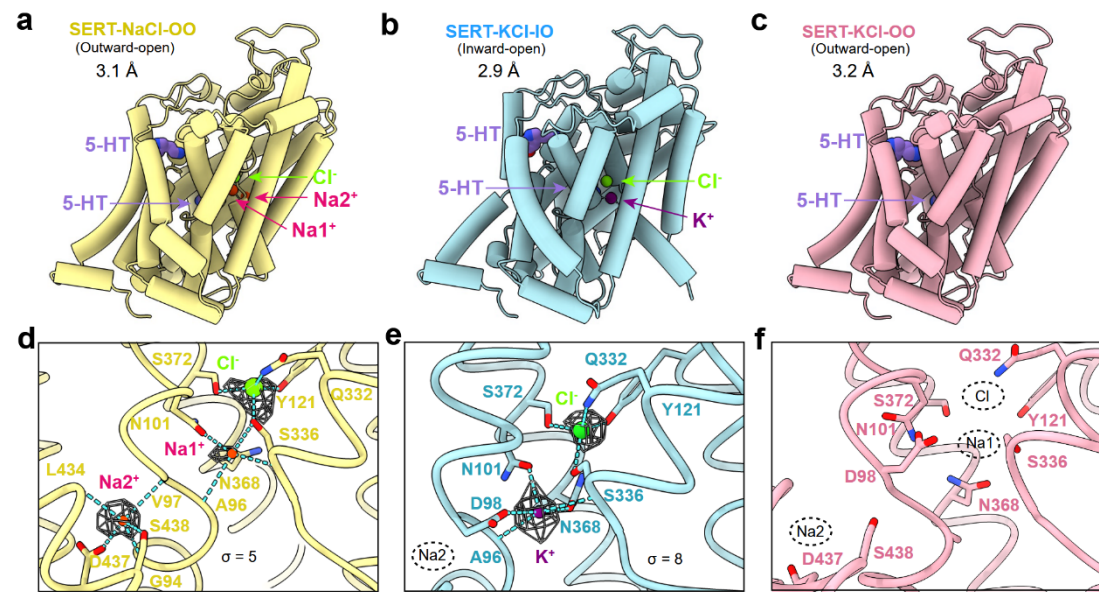 a
SERT-NaCl-OO
(Outward-open)
3.1 Å
5-HT
5-HT
Cl⁻
Na2⁺
Na1⁺
b
SERT-KCl-IO
(Inward-open)
2.9 Å
5-HT
5-HT
Cl⁻
K⁺
c
SERT-KCl-OO
(Outward-open)
3.2 Å
5-HT
5-HT
d
S372
Cl⁻
Q332
Y121
N101
Na1⁺
S336
L434
Na2⁺
N368
V97
A96
S438
D437
G94
σ = 5
e
Q332
S372
Cl⁻
Y121
N101
D98
S336
N368
Na2
A96
K⁺
σ = 8
f
Q332
S372
Cl
Y121
N101
Na1
S336
D98
N368
Na2
D437
S438